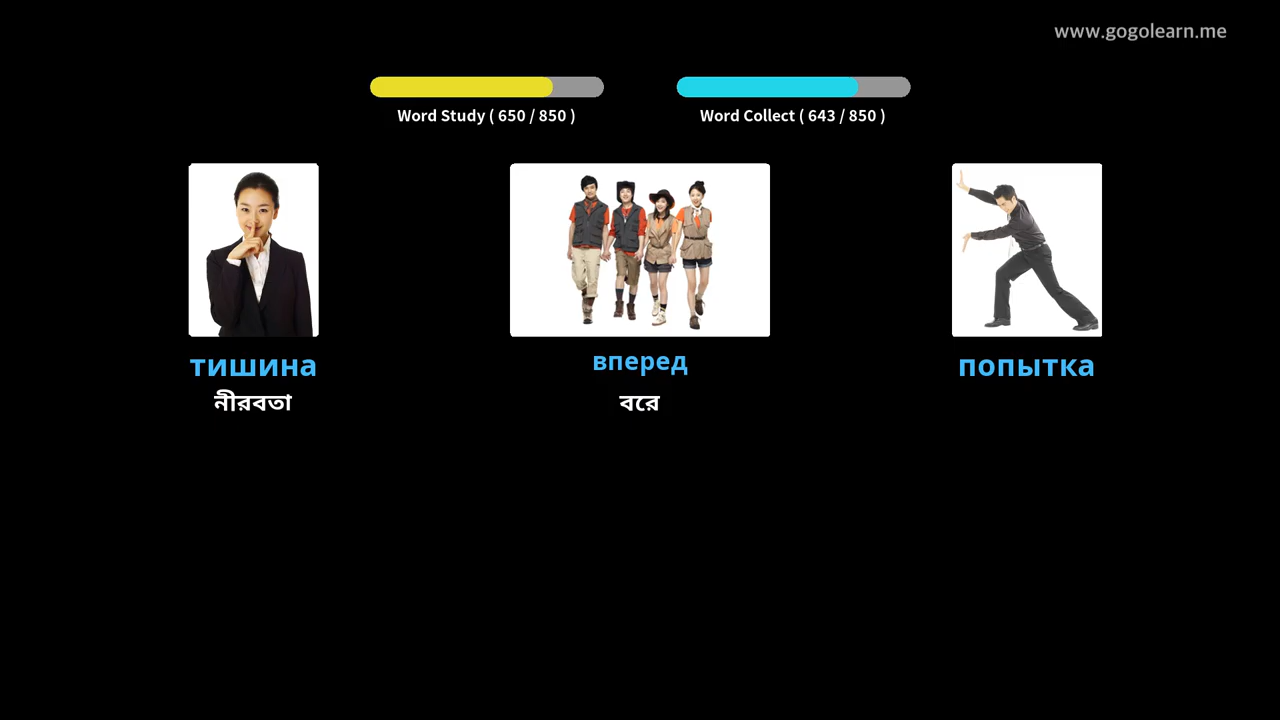 www.gogolearn.me
Word Study ( 650 / 850 )
Word Collect ( 643 / 850 )
тишина
вперед
попытка
নীরবতা
বরে